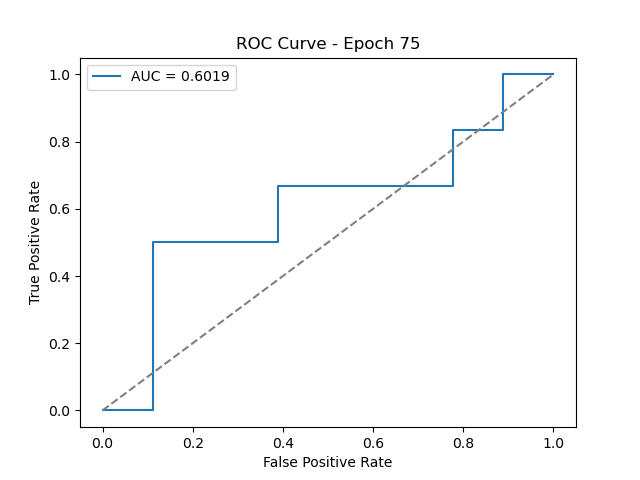 ROC Curve - Epoch 75
AUC = 0.6019
True Positive Rate
1.0
0.8
0.6
0.4
0.2
0.0
0.0 0.2 0.4 0.6 0.8 1.0
False Positive Rate